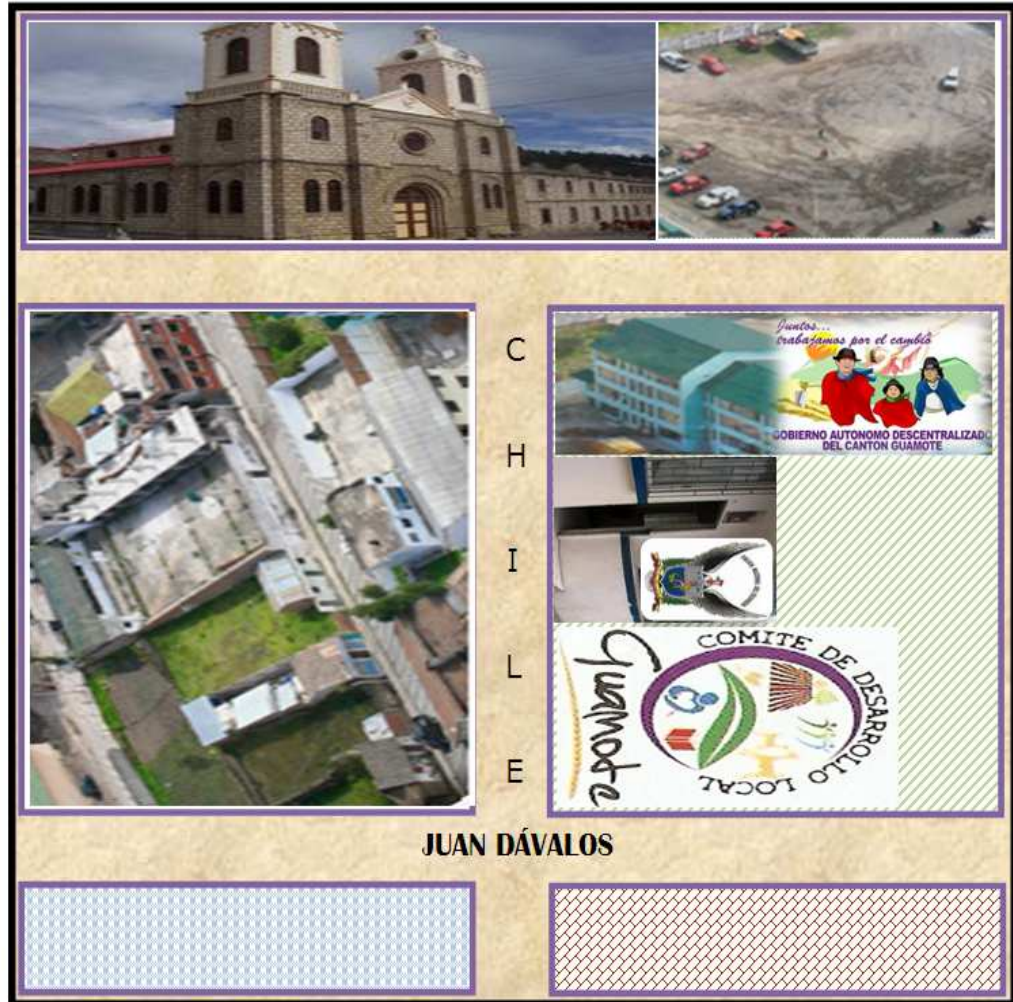 C
H
I
L
E
Juntos...
trabajamos por el cambio
GOBIERNO AUTONOMO DESCENTRALIZADO
DEL CANTON GUAMOTE
COMITE DE DESARROLLO LOCAL
Guamote
JUAN DÁVALOS